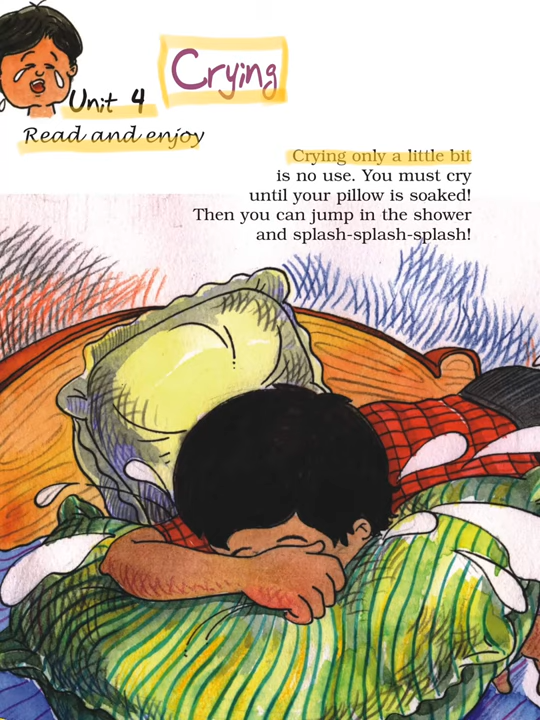 Unit 4
Crying
Read and enjoy
Crying only a little bit
is no use. You must cry
until your pillow is soaked!
Then you can jump in the shower
and splash-splash-splash!